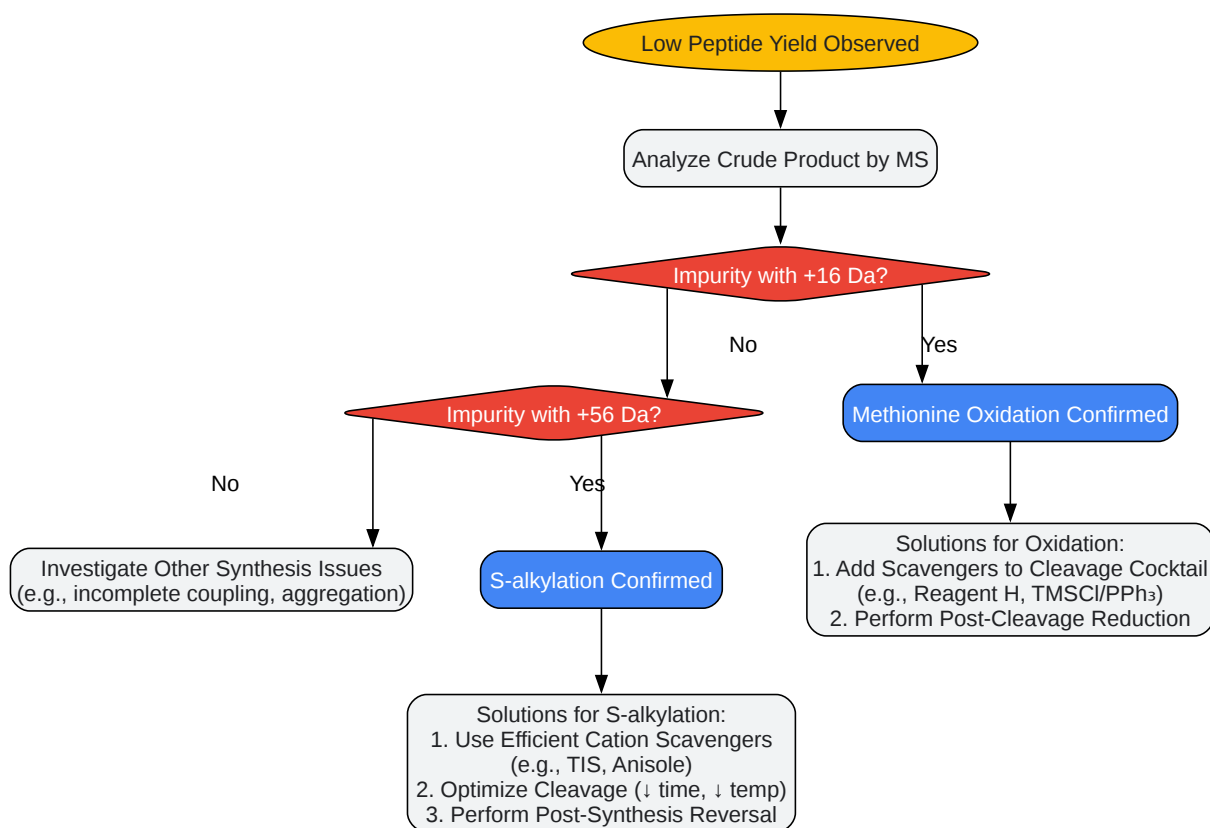 Low Peptide Yield Observed
Analyze Crude Product by MS
Impurity with +16 Da?
No
Yes
Impurity with +56 Da?
Methionine Oxidation Confirmed
No
Yes
Investigate Other Synthesis Issues
(e.g., incomplete coupling, aggregation)
S-alkylation Confirmed
Solutions for Oxidation:
1. Add Scavengers to Cleavage Cocktail
(e.g., Reagent H, TMSCl/PPh₃)
2. Perform Post-Cleavage Reduction
Solutions for S-alkylation:
1. Use Efficient Cation Scavengers
(e.g., TIS, Anisole)
2. Optimize Cleavage (↓ time, ↓ temp)
3. Perform Post-Synthesis Reversal